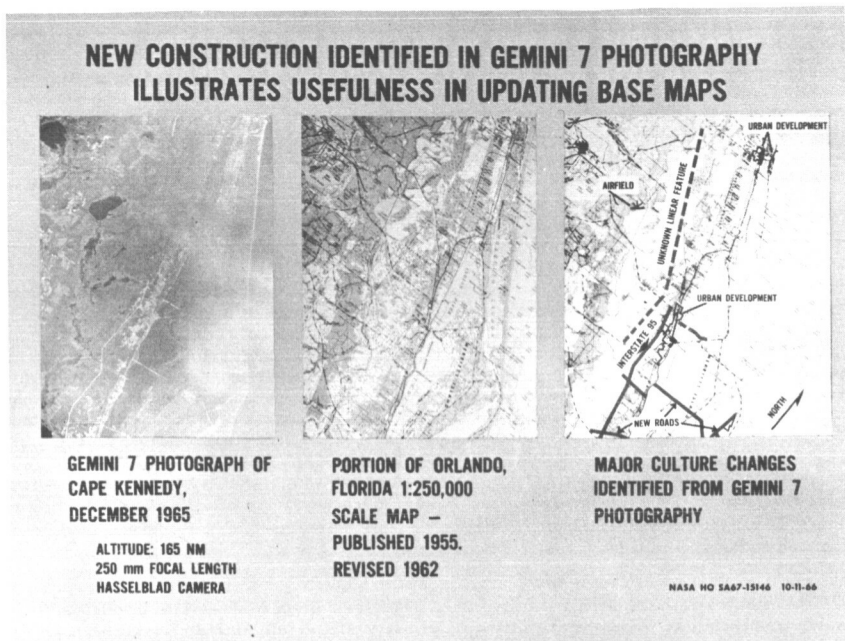 NEW CONSTRUCTION IDENTIFIED IN GEMINI 7 PHOTOGRAPHY
ILLUSTRATES USEFULNESS IN UPDATING BASE MAPS
URBAN DEVELOPMENT
AIRFIELD
UNKNOWN LINEAR FEATURE
URBAN DEVELOPMENT
INTERSTATE 95
NEW ROADS
NORTH
GEMINI 7 PHOTOGRAPH OF
CAPE KENNEDY,
DECEMBER 1965
ALTITUDE: 165 NM
250 mm FOCAL LENGTH
HASSELBLAD CAMERA
PORTION OF ORLANDO,
FLORIDA 1:250,000
SCALE MAP –
PUBLISHED 1955.
REVISED 1962
MAJOR CULTURE CHANGES
IDENTIFIED FROM GEMINI 7
PHOTOGRAPHY
NASA HQ SA67-15146 10-11-66